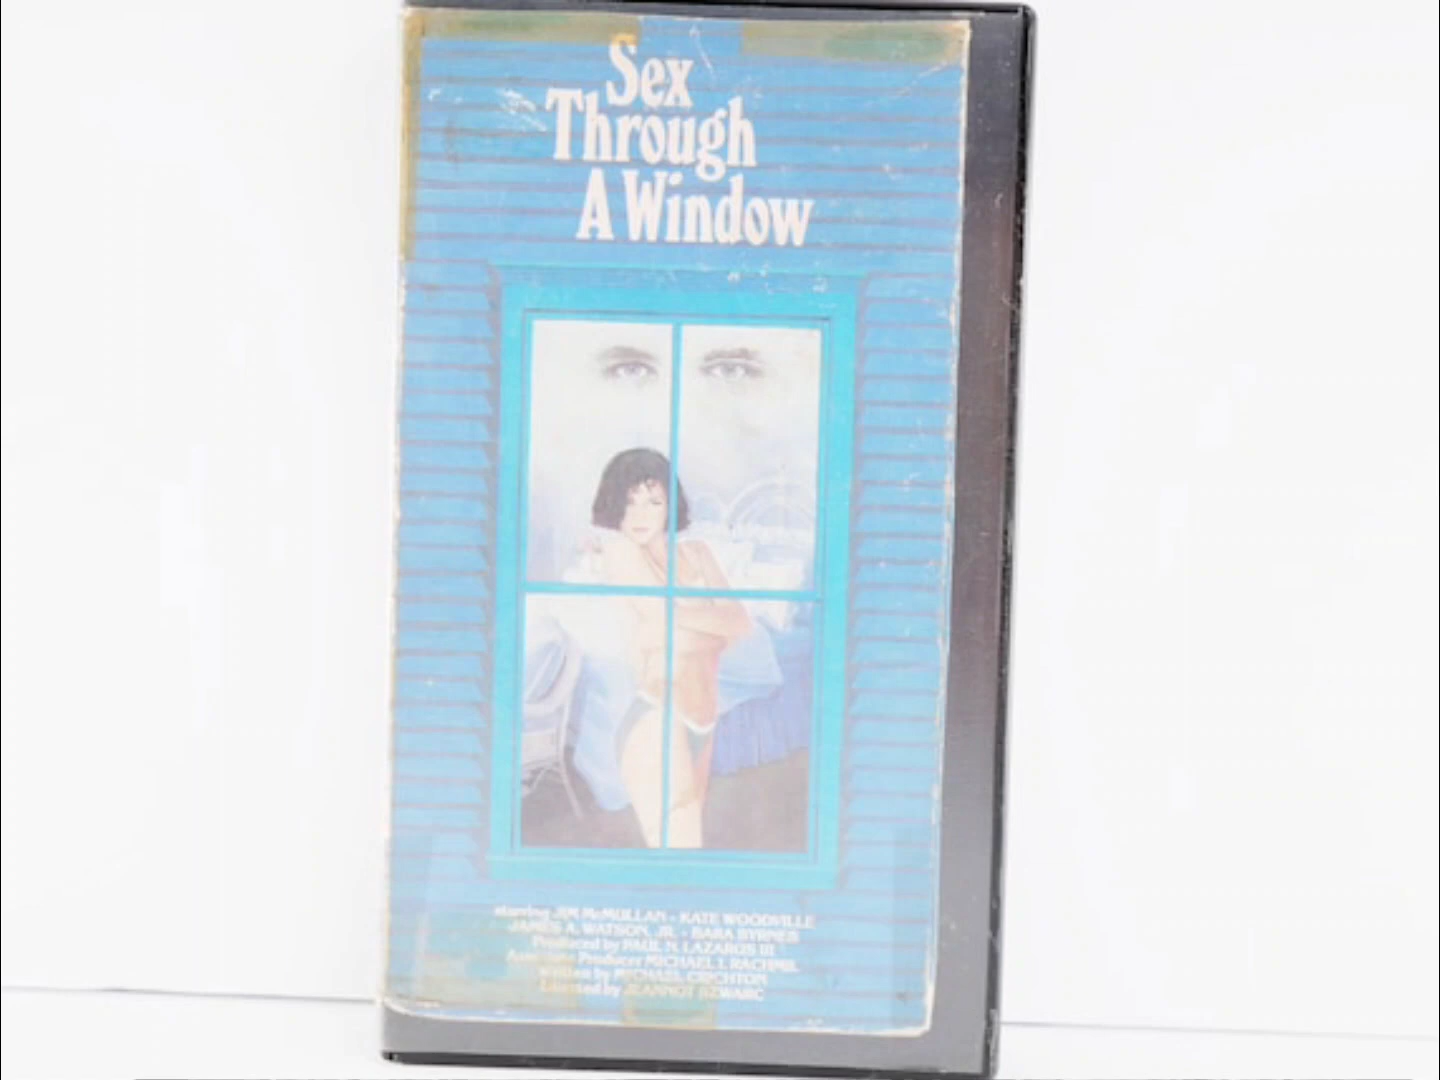 Sex
Through
A Window
starring JIM McMULLAN - KATE WOODVILLE
JAMES A. WATSON, JR. - BARA BYRNES
Produced by PAUL N. LAZARUS III
Associate Producer MICHAEL I. RACHMIL
written by MICHAEL CRICHTON
Directed by JEANNOT SZWARC